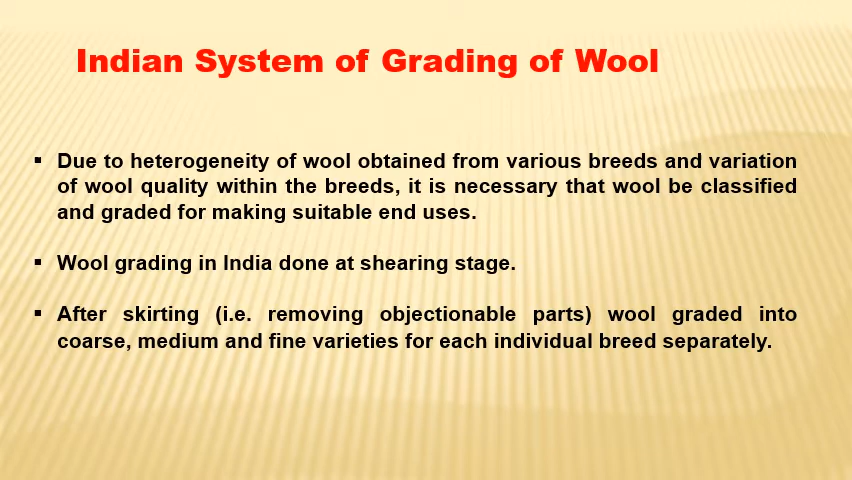 Indian System of Grading of Wool
▪ Due to heterogeneity of wool obtained from various breeds and variation
of wool quality within the breeds, it is necessary that wool be classified
and graded for making suitable end uses.
▪ Wool grading in India done at shearing stage.
▪ After skirting (i.e. removing objectionable parts) wool graded into
coarse, medium and fine varieties for each individual breed separately.